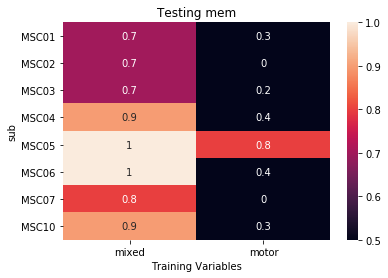 Testing mem
sub
MSC01 0.7 0.3
MSC02 0.7 0
MSC03 0.7 0.2
MSC04 0.9 0.4
MSC05 1 0.8
MSC06 1 0.4
MSC07 0.8 0
MSC10 0.9 0.3
mixed motor
Training Variables
1.0
0.9
0.8
0.7
0.6
0.5